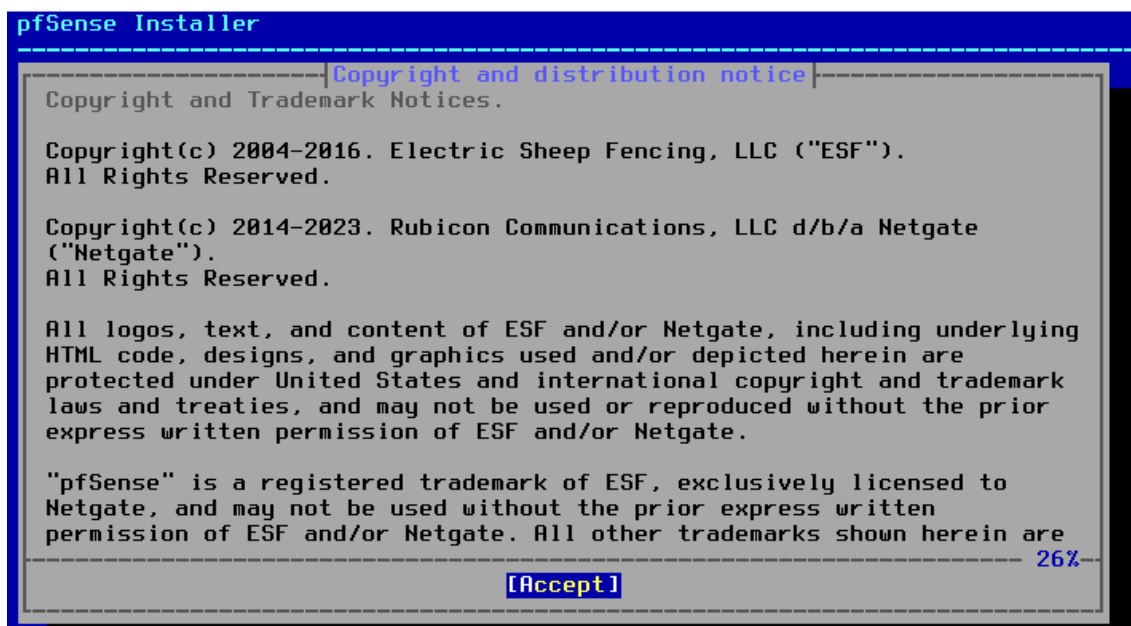 pfSense Installer
Copyright and distribution notice
Copyright and Trademark Notices.
Copyright(c) 2004-2016. Electric Sheep Fencing, LLC ("ESF").
All Rights Reserved.
Copyright(c) 2014-2023. Rubicon Communications, LLC d/b/a Netgate
("Netgate").
All Rights Reserved.
All logos, text, and content of ESF and/or Netgate, including underlying
HTML code, designs, and graphics used and/or depicted herein are
protected under United States and international copyright and trademark
laws and treaties, and may not be used or reproduced without the prior
express written permission of ESF and/or Netgate.
"pfSense" is a registered trademark of ESF, exclusively licensed to
Netgate, and may not be used without the prior express written
permission of ESF and/or Netgate. All other trademarks shown herein are
26%
[Accept]